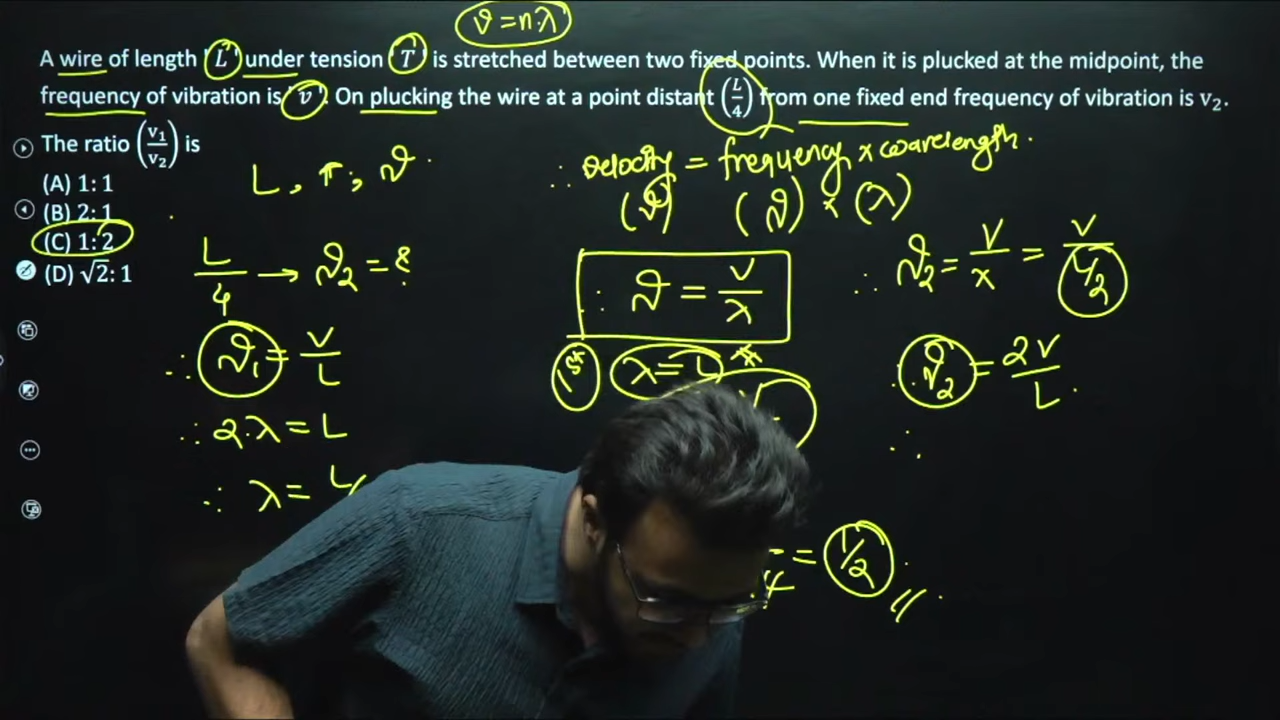 ϑ = n·λ
A wire of length 'L' under tension 'T' is stretched between two fixed points. When it is plucked at the midpoint, the
frequency of vibration is 'v'. On plucking the wire at a point distant (L/4) from one fixed end frequency of vibration is v₂.
The ratio (v₁/v₂) is
(A) 1: 1
(B) 2: 1
(C) 1: 2
(D) √2: 1
L, T, ϑ
L/4 → ϑ₂ = ?
∴ ϑ₁ = V/L
∴ 2·λ = L
∴ λ =
∴ velocity = frequency × wavelength.
(ϑ) (ϑ) × (λ)
∴ ϑ = V/λ
1st λ = L
= 1/2 //
∴ ϑ₂ = V/x = V/L/2
∴ ϑ₂ = 2V/L.
∴